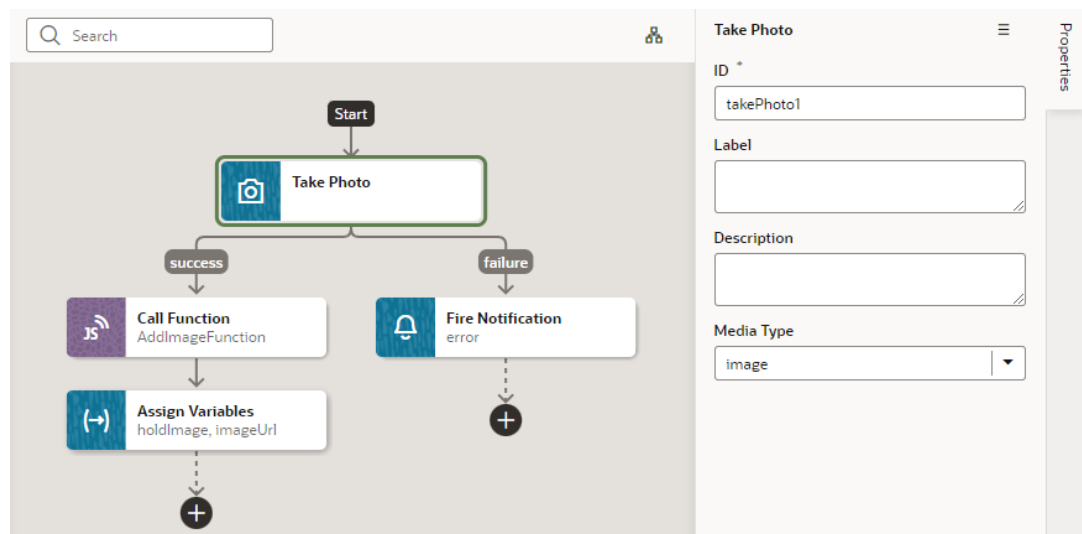 Search
Start
Take Photo
success
failure
JS
Call Function
AddImageFunction
Fire Notification
error
Assign Variables
holdImage, imageUrl
Take Photo
ID *
takePhoto1
Label
Description
Media Type
image
Properties